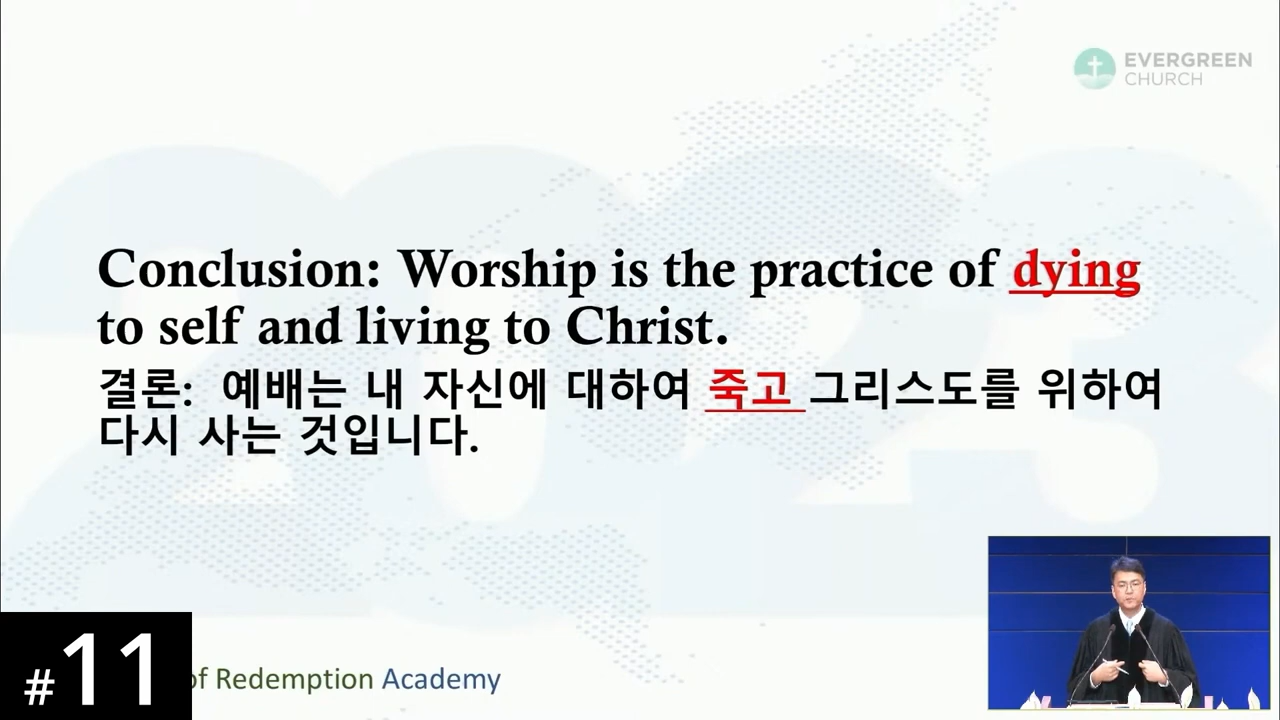 EVERGREEN
CHURCH
Conclusion: Worship is the practice of dying
to self and living to Christ.
결론: 예배는 내 자신에 대하여 죽고 그리스도를 위하여
다시 사는 것입니다.
#11
of Redemption Academy